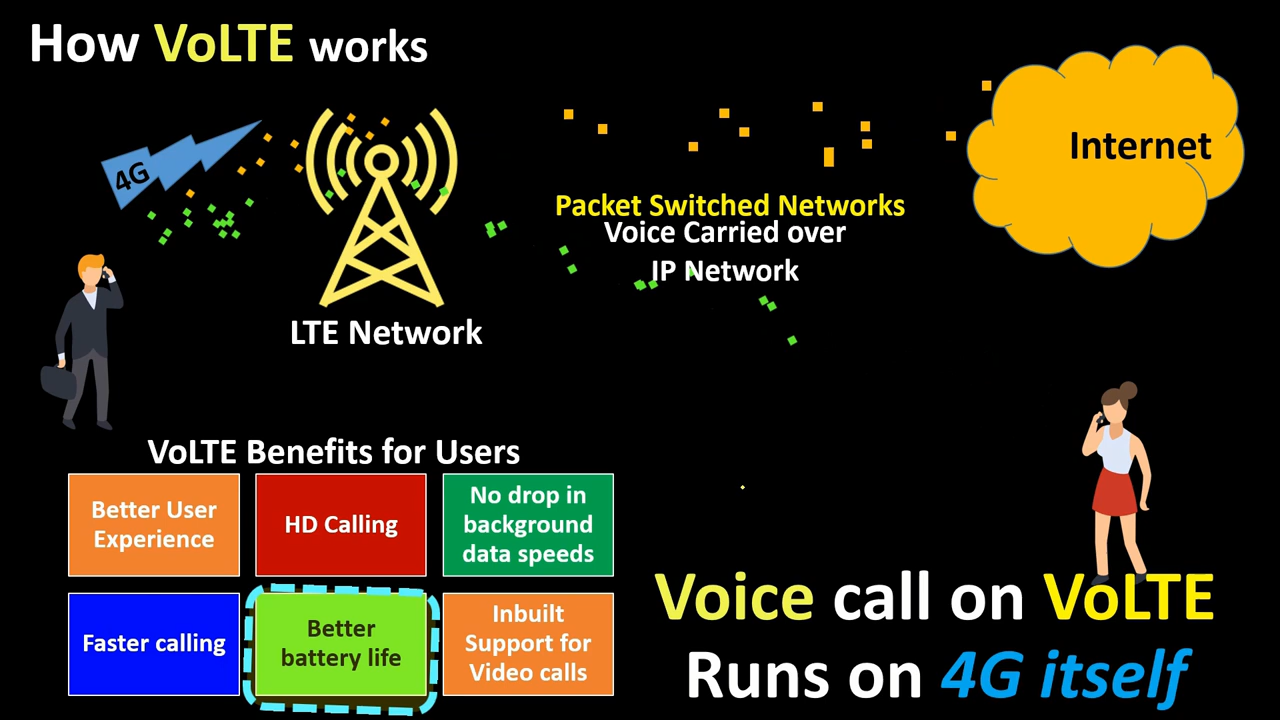 How VoLTE works
4G
Internet
Packet Switched Networks
Voice Carried over
IP Network
LTE Network
VoLTE Benefits for Users
Better User
Experience
HD Calling
No drop in
background
data speeds
Faster calling
Better
battery life
Inbuilt
Support for
Video calls
Voice call on VoLTE
Runs on 4G itself